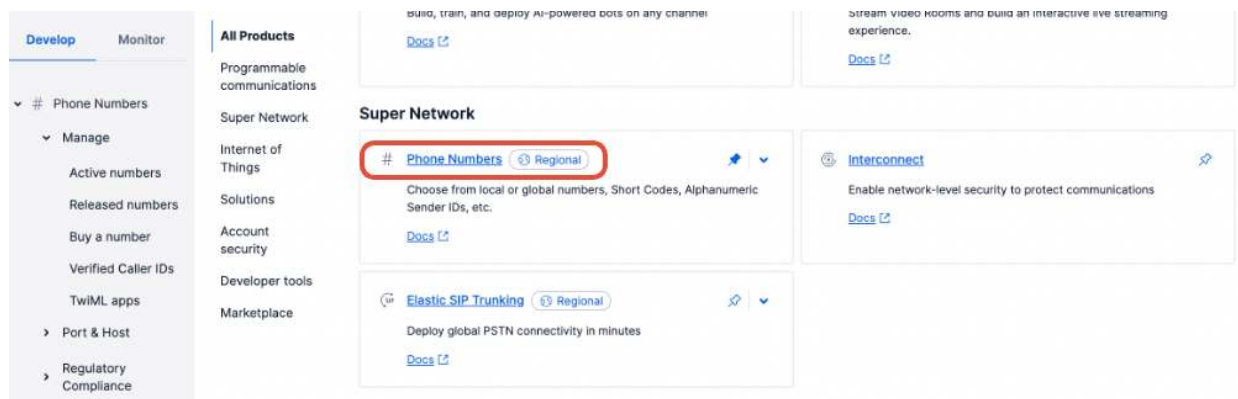 Develop
Monitor
# Phone Numbers
Manage
Active numbers
Released numbers
Buy a number
Verified Caller IDs
TwiML apps
Port & Host
Regulatory
Compliance
All Products
Programmable
communications
Super Network
Internet of
Things
Solutions
Account
security
Developer tools
Marketplace
Build, train, and deploy AI-powered bots on any channel
Docs
Stream video Rooms and build an interactive live streaming
experience.
Docs
Super Network
# Phone Numbers Regional
Choose from local or global numbers, Short Codes, Alphanumeric
Sender IDs, etc.
Docs
Interconnect
Enable network-level security to protect communications
Docs
Elastic SIP Trunking Regional
Deploy global PSTN connectivity in minutes
Docs